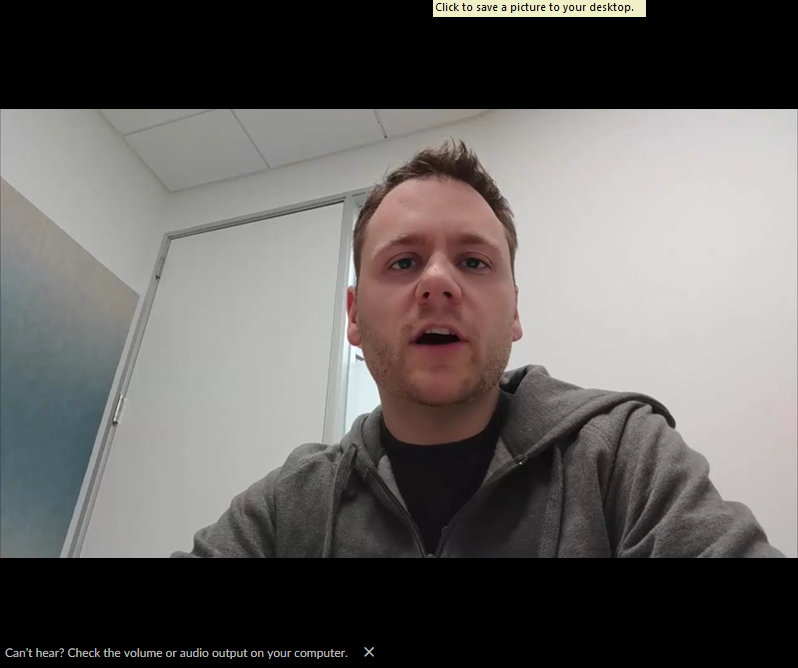 Click to save a picture to your desktop.
Can't hear? Check the volume or audio output on your computer.